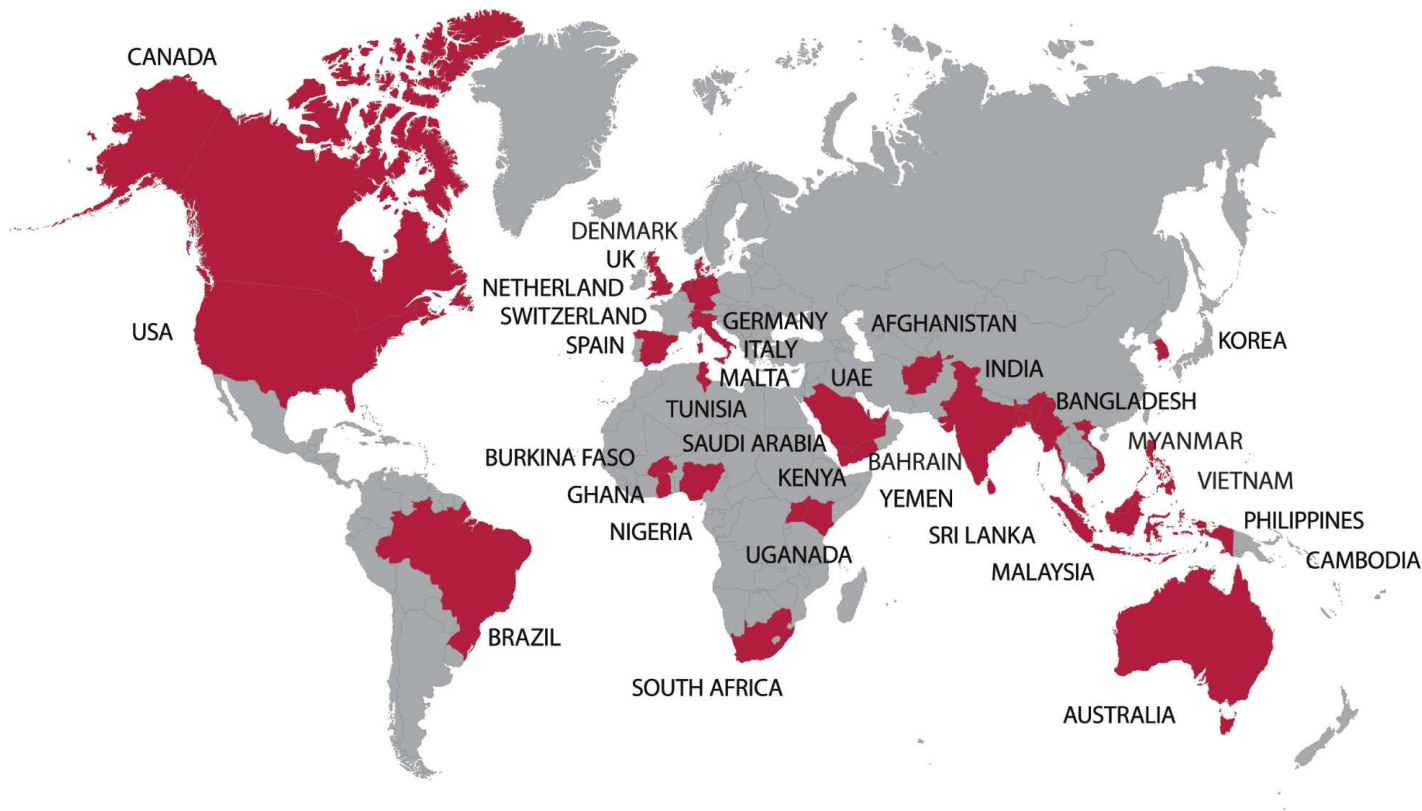 CANADA
DENMARK
UK
NETHERLAND
SWITZERLAND
GERMANY
AFGHANISTAN
USA
SPAIN
ITALY
KOREA
MALTA
UAE
INDIA
TUNISIA
BANGLADESH
SAUDI ARABIA
MYANMAR
BURKINA FASO
KENYA
BAHRAIN
VIETNAM
GHANA
YEMEN
NIGERIA
SRI LANKA
PHILIPPINES
UGANADA
MALAYSIA
CAMBODIA
BRAZIL
SOUTH AFRICA
AUSTRALIA